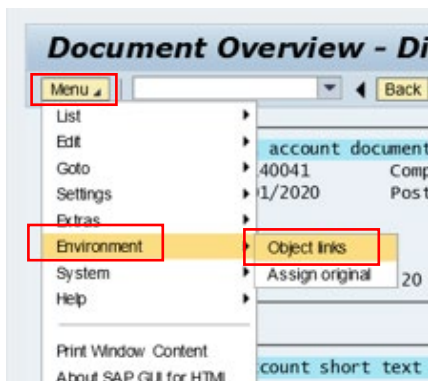 Document Overview - Di
Menu Back
List
Edit
account document
Goto 40041 Comp
Settings 1/2020 Post
Extras
Environment Object links
System Assign original 20
Help
Print Window Content
count short text
About SAP GUI for HTML